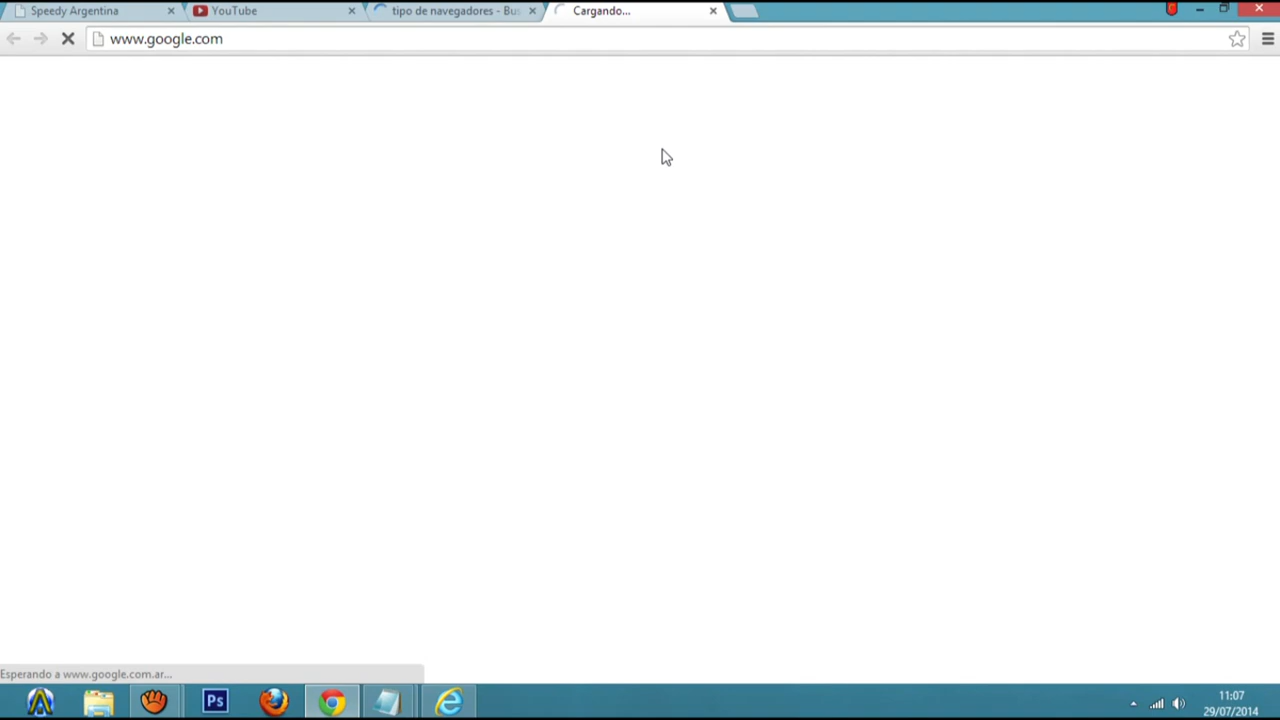 Speedy Argentina
YouTube
tipo de navegadores - Bus
Cargando...
www.google.com
Esperando a www.google.com.ar...
Ps
11:07
29/07/2014